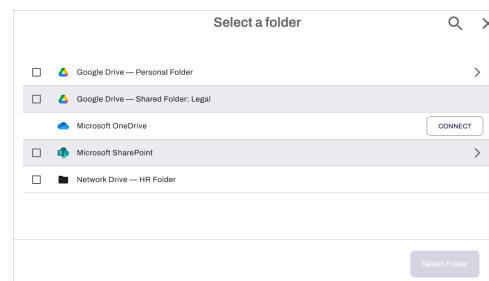 Select a folder
Google Drive — Personal Folder
Google Drive — Shared Folder: Legal
Microsoft OneDrive
CONNECT
Microsoft SharePoint
Network Drive — HR Folder
Select Folder